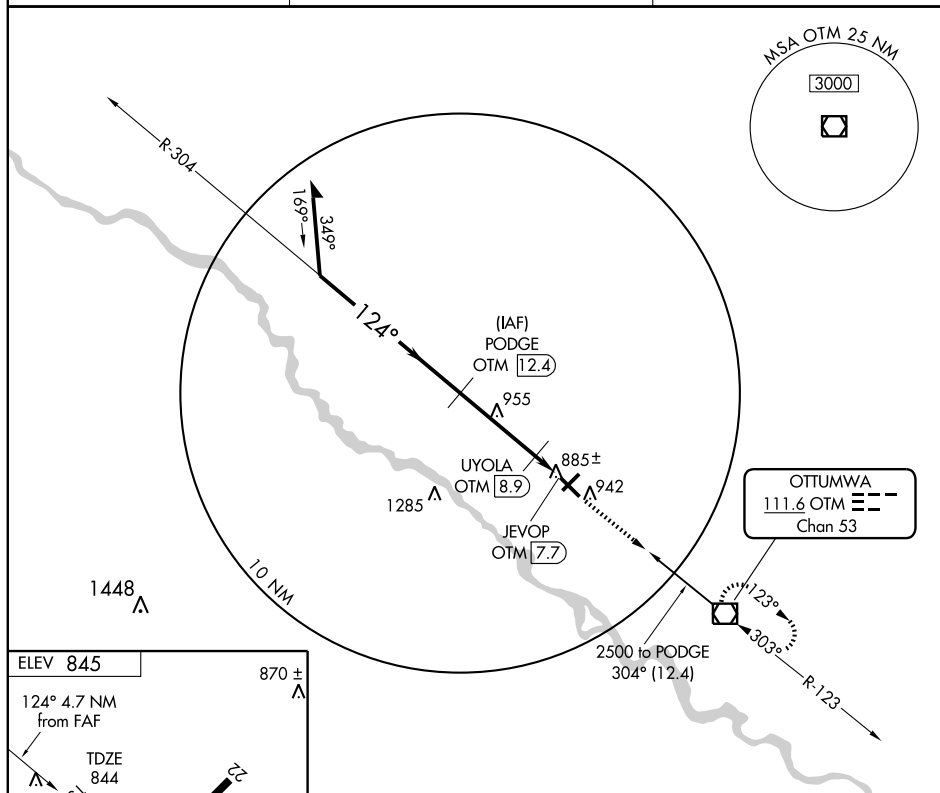 MSA OTM 25 NM
3000
R-304
169°
349°
124°
(IAF)
PODGE
OTM 12.4
955
UYOLA
OTM 8.9
885±
942
1285
JEVOP
OTM 7.7
OTTUMWA
111.6 OTM
Chan 53
10 NM
1448
123°
303°
2500 to PODGE
304° (12.4)
R-123
ELEV 845
870 ±
124° 4.7 NM
from FAF
TDZE
844
22